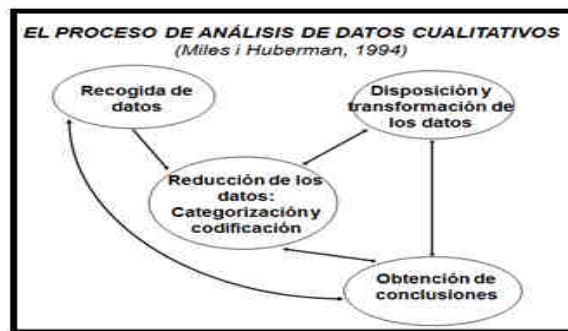 EL PROCESO DE ANÁLISIS DE DATOS CUALITATIVOS
(Miles i Huberman, 1994)
Recogida de
datos
Disposición y
transformación de
los datos
Reducción de los
datos:
Categorización y
codificación
Obtención de
conclusiones